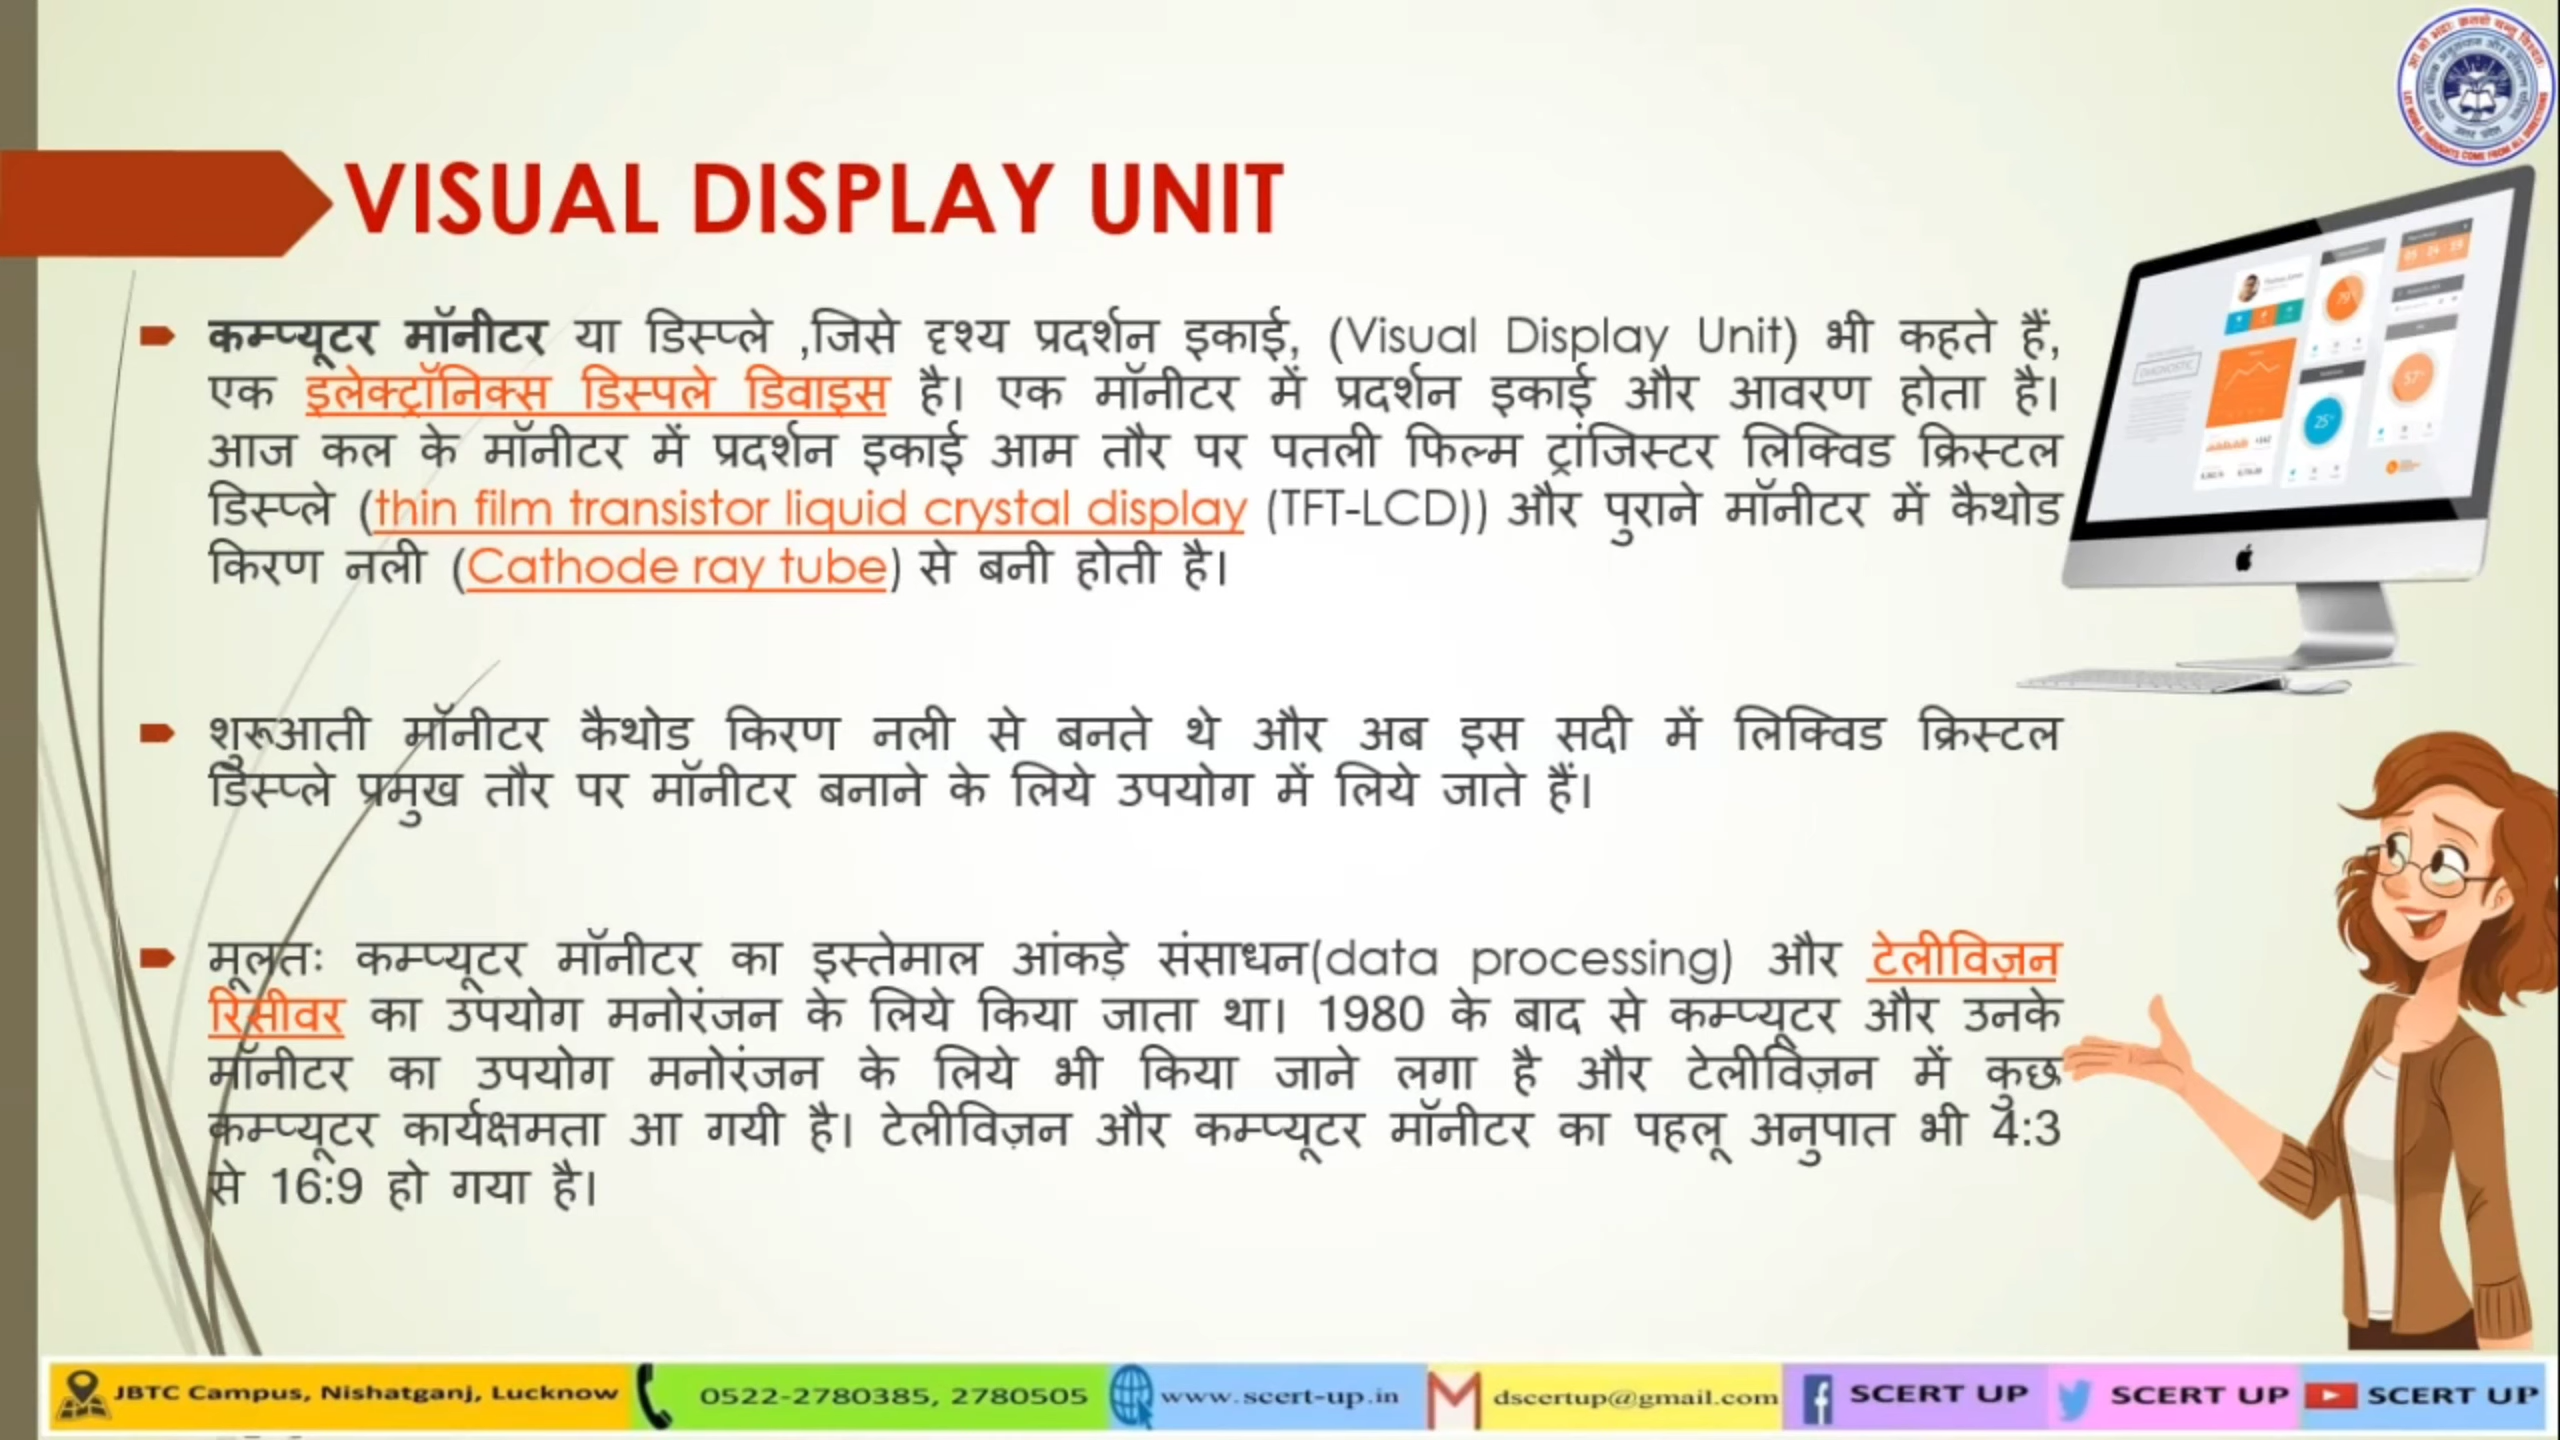 VISUAL DISPLAY UNIT
कम्प्यूटर मॉनीटर या डिस्प्ले ,जिसे दृश्य प्रदर्शन इकाई, (Visual Display Unit) भी कहते हैं,
एक इलेक्ट्रॉनिक्स डिस्पले डिवाइस है। एक मॉनीटर में प्रदर्शन इकाई और आवरण होता है।
आज कल के मॉनीटर में प्रदर्शन इकाई आम तौर पर पतली फिल्म ट्रांजिस्टर लिक्विड क्रिस्टल
डिस्प्ले (thin film transistor liquid crystal display (TFT-LCD)) और पुराने मॉनीटर में कैथोड
किरण नली (Cathode ray tube) से बनी होती है।
शुरूआती मॉनीटर कैथोड किरण नली से बनते थे और अब इस सदी में लिक्विड क्रिस्टल
डिस्प्ले प्रमुख तौर पर मॉनीटर बनाने के लिये उपयोग में लिये जाते हैं।
मूलतः कम्प्यूटर मॉनीटर का इस्तेमाल आंकड़े संसाधन(data processing) और टेलीविज़न
रिसीवर का उपयोग मनोरंजन के लिये किया जाता था। 1980 के बाद से कम्प्यूटर और उनके
मॉनीटर का उपयोग मनोरंजन के लिये भी किया जाने लगा है और टेलीविज़न में कुछ
कम्प्यूटर कार्यक्षमता आ गयी है। टेलीविज़न और कम्प्यूटर मॉनीटर का पहलू अनुपात भी 4:3
से 16:9 हो गया है।
JBTC Campus, Nishatganj, Lucknow 0522-2780385, 2780505 www.scert-up.in dscertup@gmail.com SCERT UP SCERT UP SCERT UP